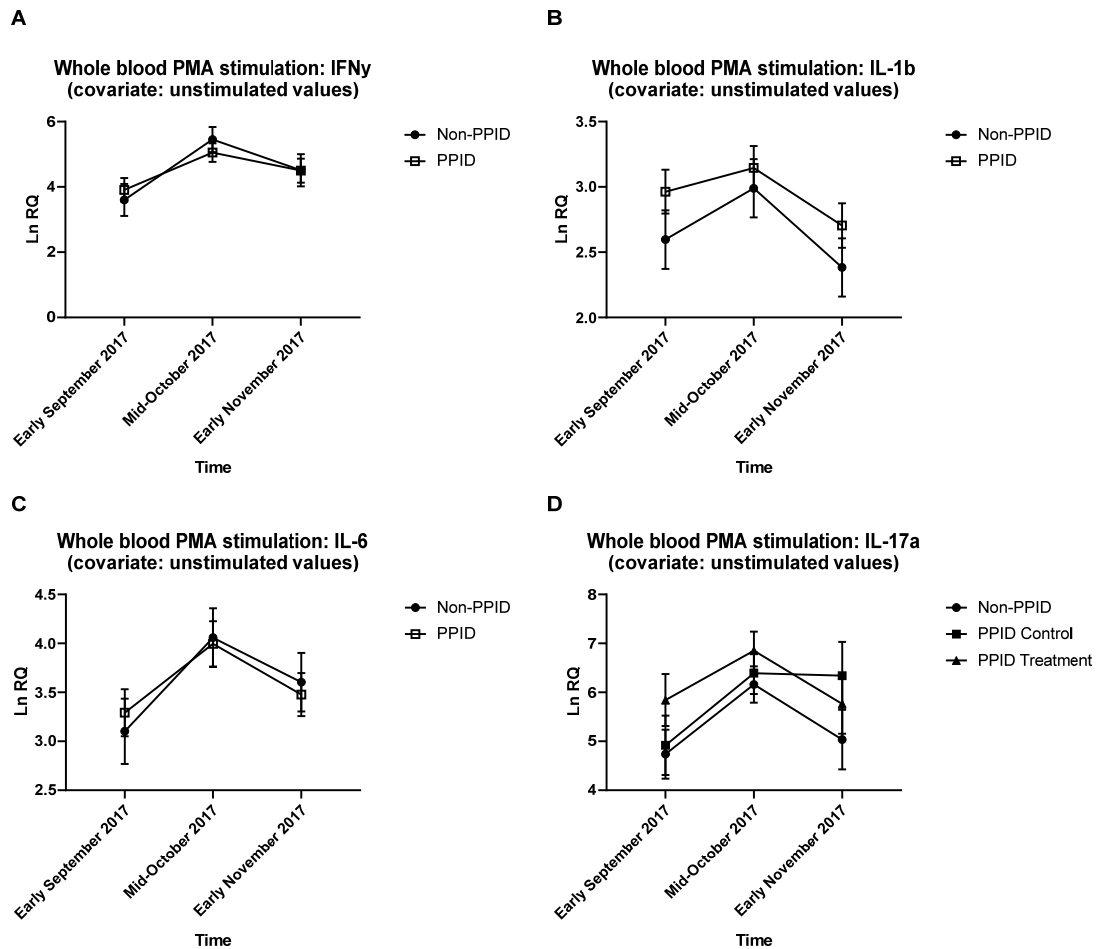 A
Whole blood PMA stimulation: IFNy
(covariate: unstimulated values)
6
4
2
0
Ln RQ
Early September 2017
Mid-October 2017
Early November 2017
Time
Non-PPID
PPID
B
Whole blood PMA stimulation: IL-1b
(covariate: unstimulated values)
3.5
3.0
2.5
2.0
Ln RQ
Early September 2017
Mid-October 2017
Early November 2017
Time
Non-PPID
PPID
C
Whole blood PMA stimulation: IL-6
(covariate: unstimulated values)
4.5
4.0
3.5
3.0
2.5
Ln RQ
Early September 2017
Mid-October 2017
Early November 2017
Time
Non-PPID
PPID
D
Whole blood PMA stimulation: IL-17a
(covariate: unstimulated values)
8
7
6
5
4
Ln RQ
Early September 2017
Mid-October 2017
Early November 2017
Time
Non-PPID
PPID Control
PPID Treatment